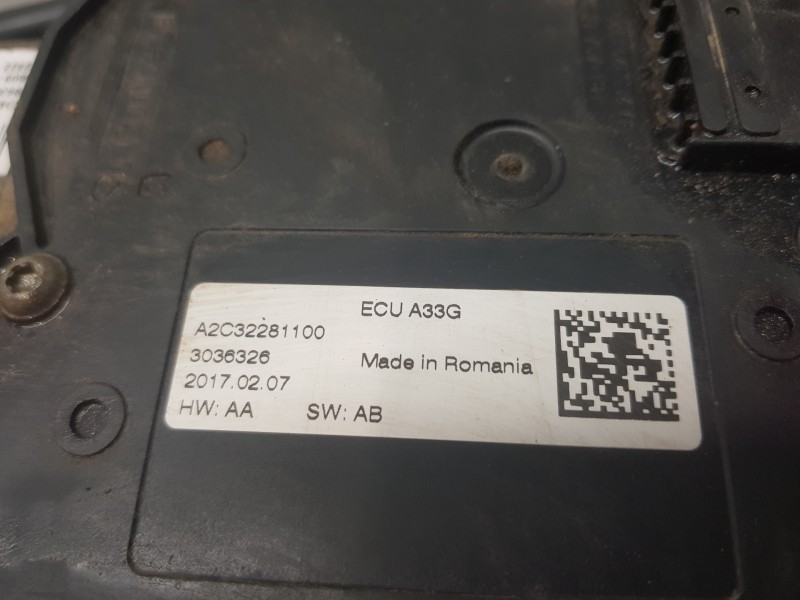 ECU A33G
A2C32281100
3036326 Made in Romania
2017.02.07
HW: AA SW: AB